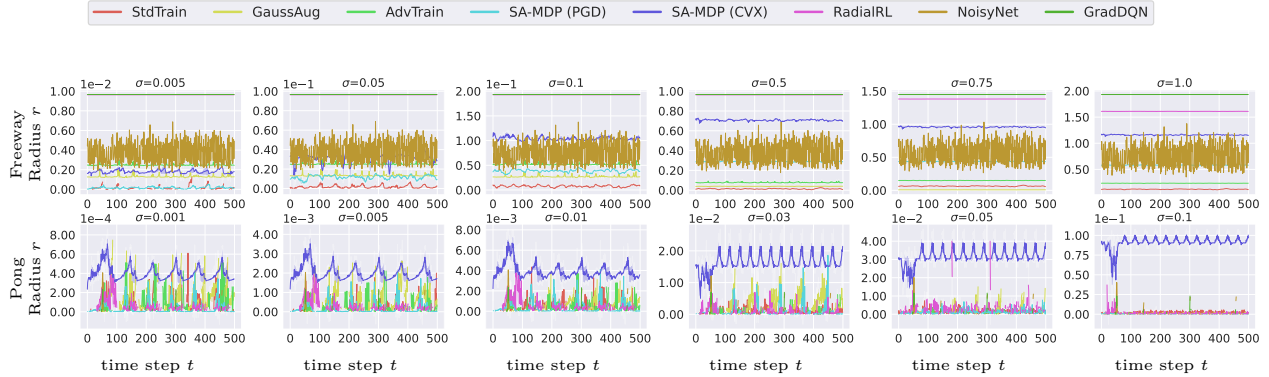 StdTrain GaussAug AdvTrain SA-MDP (PGD) SA-MDP (CVX) RadialRL NoisyNet GradDQN
Freeway
Radius r
1e−2 σ=0.005
1.00
0.80
0.60
0.40
0.20
0.00
0 100 200 300 400 500
1e−1 σ=0.05
1.00
0.80
0.60
0.40
0.20
0.00
0 100 200 300 400 500
1e−1 σ=0.1
2.00
1.50
1.00
0.50
0.00
0 100 200 300 400 500
σ=0.5
1.00
0.80
0.60
0.40
0.20
0.00
0 100 200 300 400 500
σ=0.75
1.50
1.00
0.50
0.00
0 100 200 300 400 500
σ=1.0
2.00
1.50
1.00
0.50
0 100 200 300 400 500
Pong
Radius r
1e−4 σ=0.001
8.00
6.00
4.00
2.00
0.00
0 100 200 300 400 500
time step t
1e−3 σ=0.005
4.00
3.00
2.00
1.00
0.00
0 100 200 300 400 500
time step t
1e−3 σ=0.01
8.00
6.00
4.00
2.00
0.00
0 100 200 300 400 500
time step t
1e−2 σ=0.03
2.00
1.00
0.00
0 100 200 300 400 500
time step t
1e−2 σ=0.05
4.00
3.00
2.00
1.00
0.00
0 100 200 300 400 500
time step t
1e−1 σ=0.1
1.00
0.75
0.50
0.25
0.00
0 100 200 300 400 500
time step t